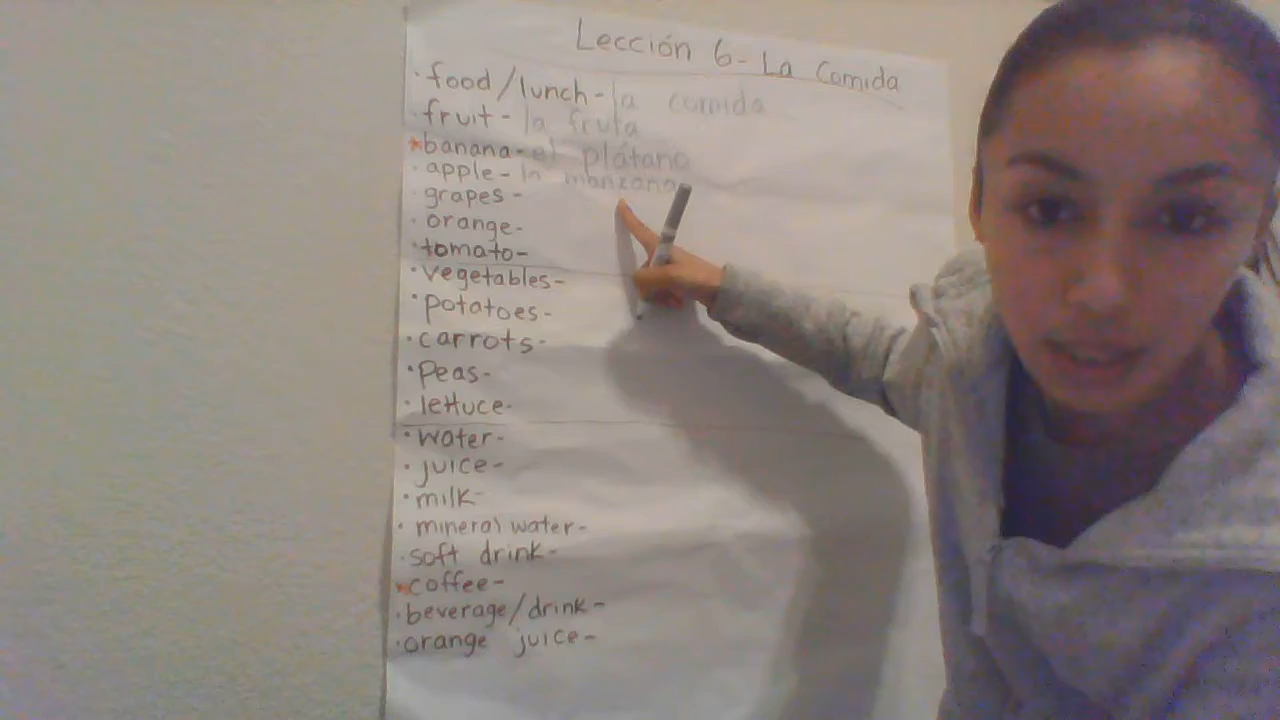 Lección 6- La Comida
· food/lunch- la comida
· fruit- la fruta
*banana- el plátano
· apple- la manzana
· grapes-
· orange-
· tomato-
· vegetables-
· potatoes-
· carrots-
· Peas-
· lettuce-
· water-
· juice-
· milk-
· mineral water-
· soft drink-
*coffee-
· beverage/drink-
· orange juice-